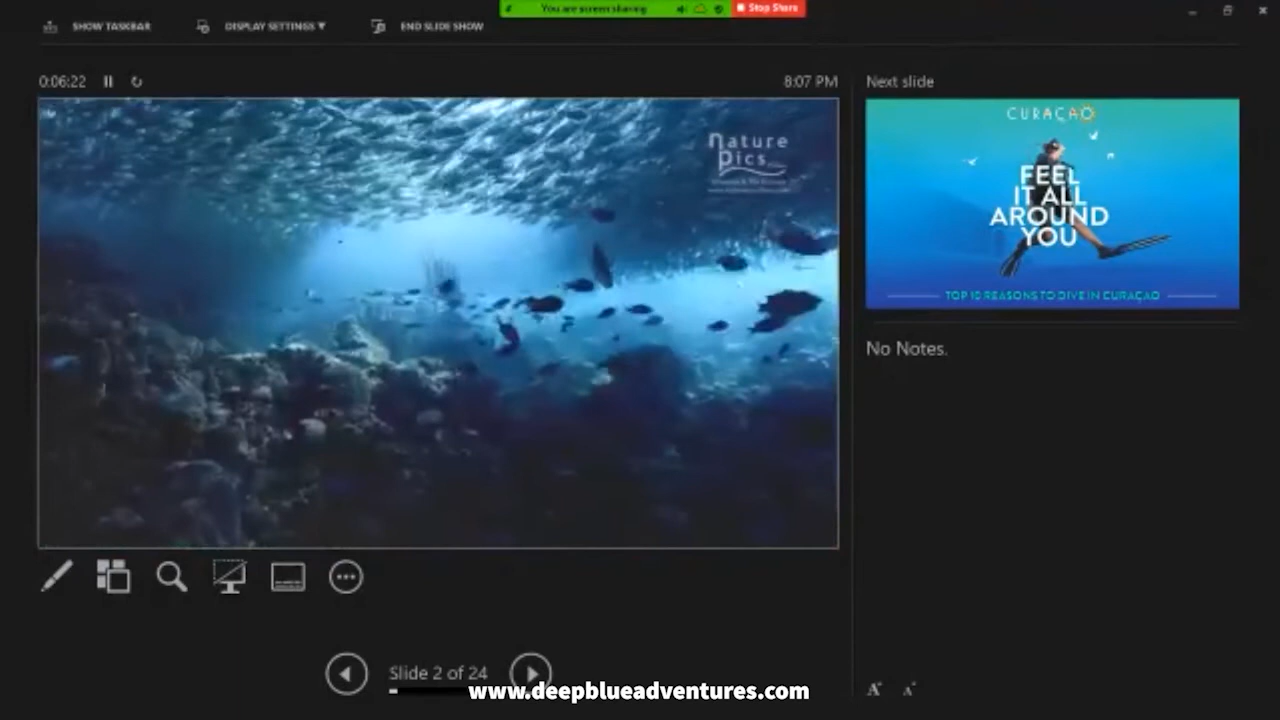 You are screen sharing
Stop Share
SHOW TASKBAR
DISPLAY SETTINGS ▼
END SLIDE SHOW
0:06:22
8:07 PM
nature
pics
Next slide
CURAÇAO
FEEL
IT ALL
AROUND
YOU
TOP 10 REASONS TO DIVE IN CURAÇAO
No Notes.
Slide 2 of 24
www.deepblueadventures.com
A A